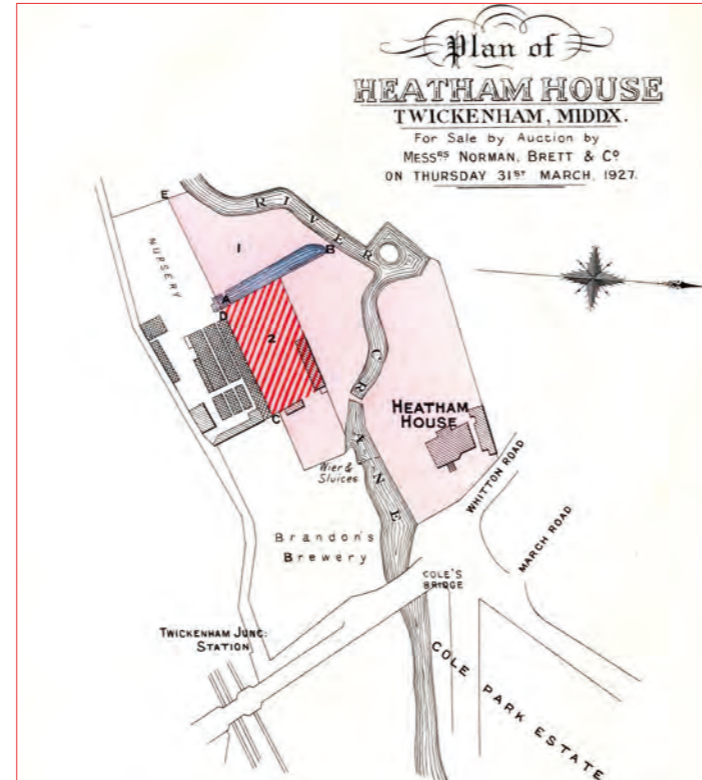 Plan of
HEATHAM HOUSE
TWICKENHAM, MIDDX.
For Sale by Auction by
MESSRS NORMAN, BRETT & Co
ON THURSDAY 31ST MARCH, 1927.
E
RIVER
NURSERY
1
B
A
D
2
CRANE
HEATHAM
HOUSE
C
Wier &
Sluices
WHITTON ROAD
MARCH ROAD
Brandon's
Brewery
COLE'S
BRIDGE
TWICKENHAM JUNC:
STATION
COLE PARK ESTATE